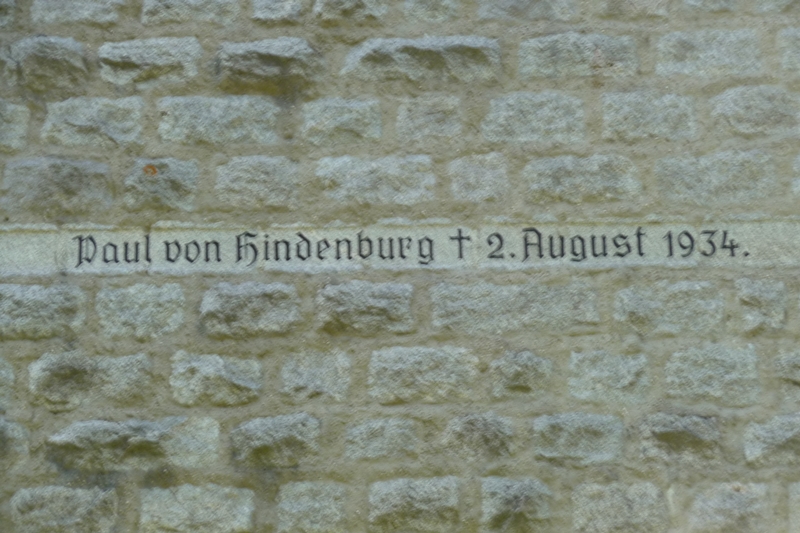 Paul von Hindenburg † 2. August 1934.